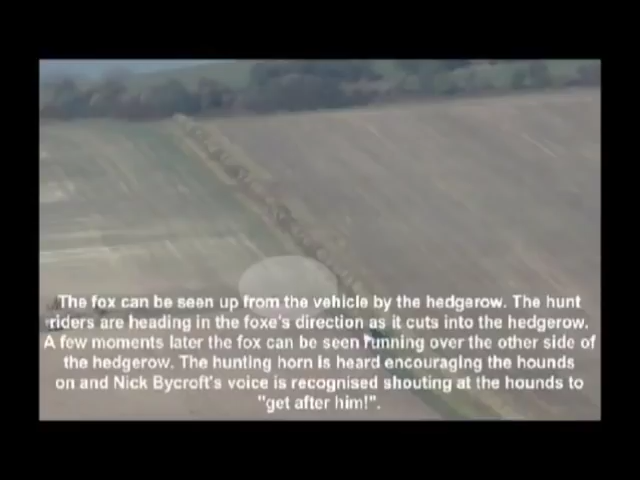 The fox can be seen up from the vehicle by the hedgerow. The hunt
riders are heading in the foxe's direction as it cuts into the hedgerow.
A few moments later the fox can be seen running over the other side of
the hedgerow. The hunting horn is heard encouraging the hounds
on and Nick Bycroft's voice is recognised shouting at the hounds to
"get after him!".